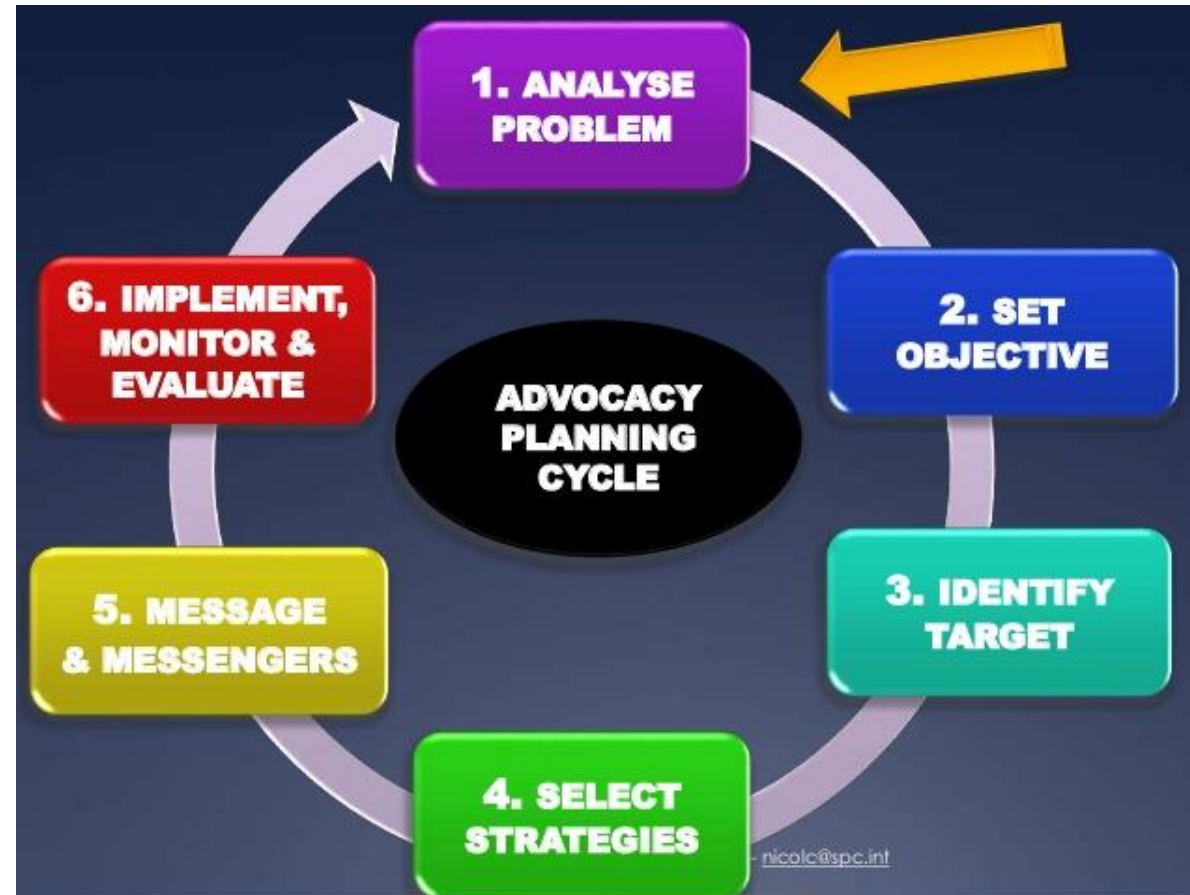 1. ANALYSE
PROBLEM
2. SET
OBJECTIVE
3. IDENTIFY
TARGET
4. SELECT
STRATEGIES
5. MESSAGE
& MESSENGERS
6. IMPLEMENT,
MONITOR &
EVALUATE
ADVOCACY
PLANNING
CYCLE
- nicolc@spc.int